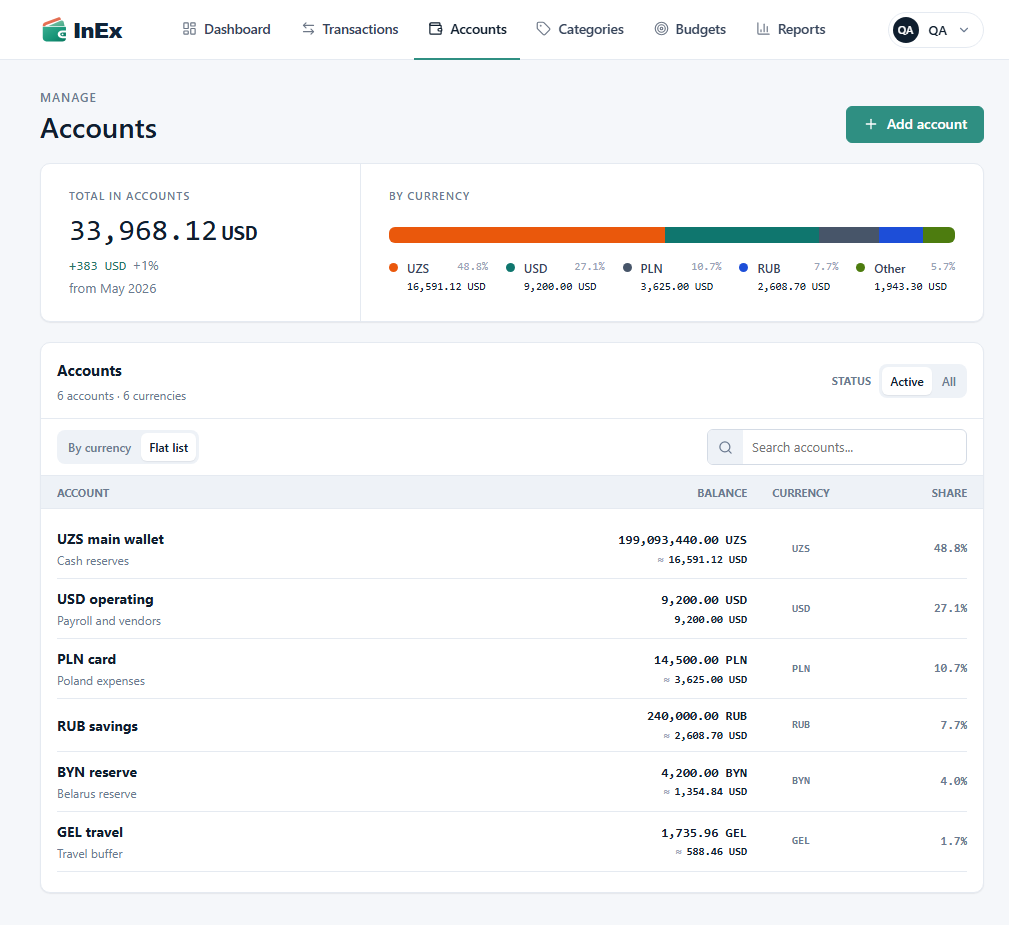 InEx
Dashboard
Transactions
Accounts
Categories
Budgets
Reports
QA QA
MANAGE
Accounts
+ Add account
TOTAL IN ACCOUNTS
33,968.12 USD
+383 USD +1%
from May 2026
BY CURRENCY
UZS 48.8%
16,591.12 USD
USD 27.1%
9,200.00 USD
PLN 10.7%
3,625.00 USD
RUB 7.7%
2,608.70 USD
Other 5.7%
1,943.30 USD
Accounts
6 accounts · 6 currencies
STATUS Active All
By currency Flat list
Search accounts...
ACCOUNT BALANCE CURRENCY SHARE
UZS main wallet 199,093,440.00 UZS UZS 48.8%
Cash reserves ≈ 16,591.12 USD
USD operating 9,200.00 USD USD 27.1%
Payroll and vendors 9,200.00 USD
PLN card 14,500.00 PLN PLN 10.7%
Poland expenses ≈ 3,625.00 USD
RUB savings 240,000.00 RUB RUB 7.7%
≈ 2,608.70 USD
BYN reserve 4,200.00 BYN BYN 4.0%
Belarus reserve ≈ 1,354.84 USD
GEL travel 1,735.96 GEL GEL 1.7%
Travel buffer ≈ 588.46 USD